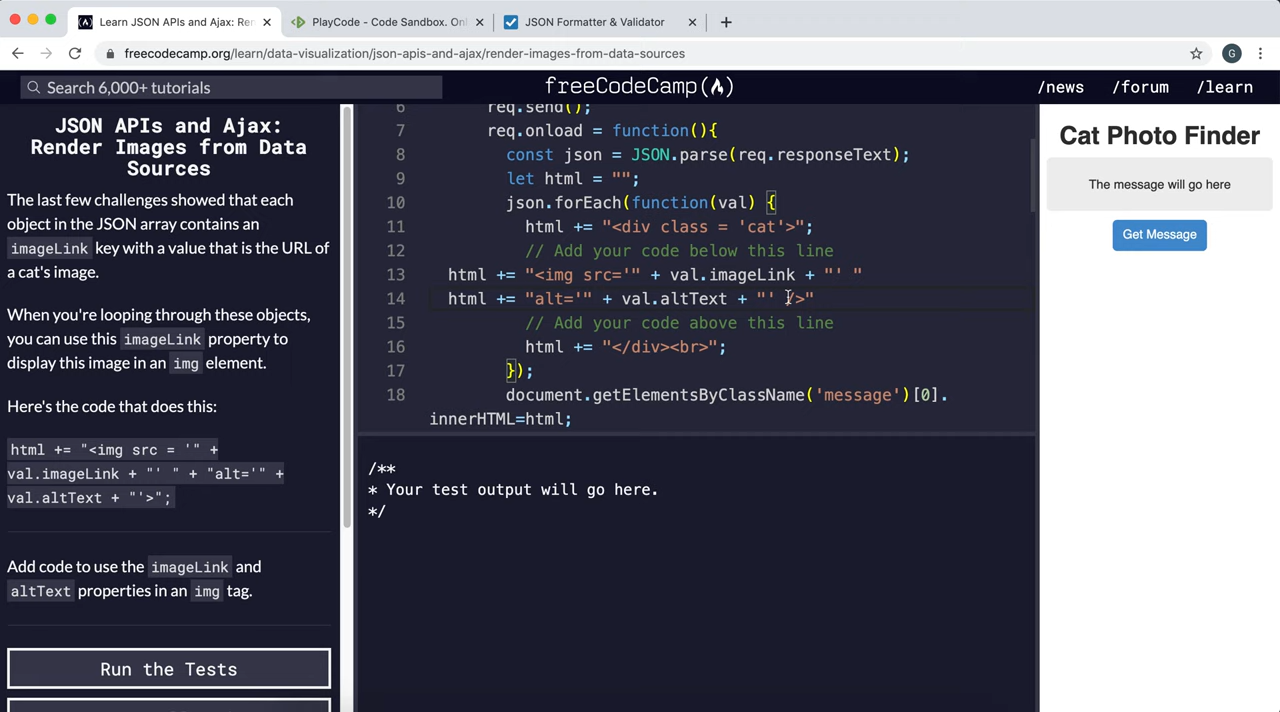 Learn JSON APIs and Ajax: Ren
PlayCode - Code Sandbox. Onl
JSON Formatter & Validator
freecodecamp.org/learn/data-visualization/json-apis-and-ajax/render-images-from-data-sources
G
Search 6,000+ tutorials
freeCodeCamp
/news
/forum
/learn
JSON APIs and Ajax:
Render Images from Data
Sources
The last few challenges showed that each
object in the JSON array contains an
imageLink key with a value that is the URL of
a cat's image.
When you're looping through these objects,
you can use this imageLink property to
display this image in an img element.
Here's the code that does this:
html += "<img src = '" +
val.imageLink + "' " + "alt='" +
val.altText + "'>";
Add code to use the imageLink and
altText properties in an img tag.
Run the Tests
6 req.send();
7 req.onload = function(){
8 const json = JSON.parse(req.responseText);
9 let html = "";
10 json.forEach(function(val) {
11 html += "<div class = 'cat'>";
12 // Add your code below this line
13 html += "<img src='" + val.imageLink + "' "
14 html += "alt='" + val.altText + "' />"
15 // Add your code above this line
16 html += "</div><br>";
17 });
18 document.getElementsByClassName('message')[0].
innerHTML=html;
/**
* Your test output will go here.
*/
Cat Photo Finder
The message will go here
Get Message